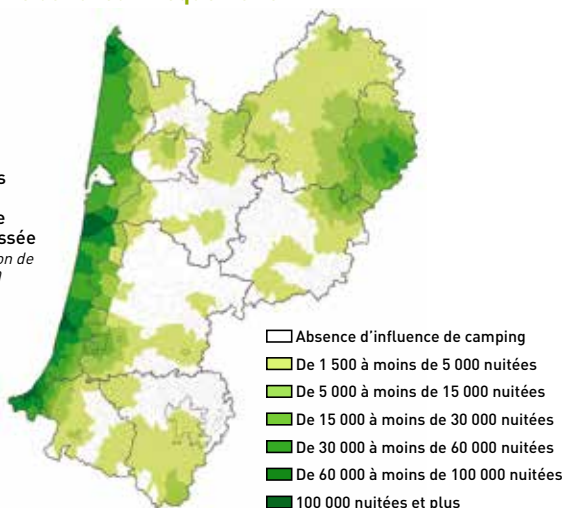 Absence d'influence de camping
De 1 500 à moins de 5 000 nuitées
De 5 000 à moins de 15 000 nuitées
De 15 000 à moins de 30 000 nuitées
De 30 000 à moins de 60 000 nuitées
De 60 000 à moins de 100 000 nuitées
100 000 nuitées et plus